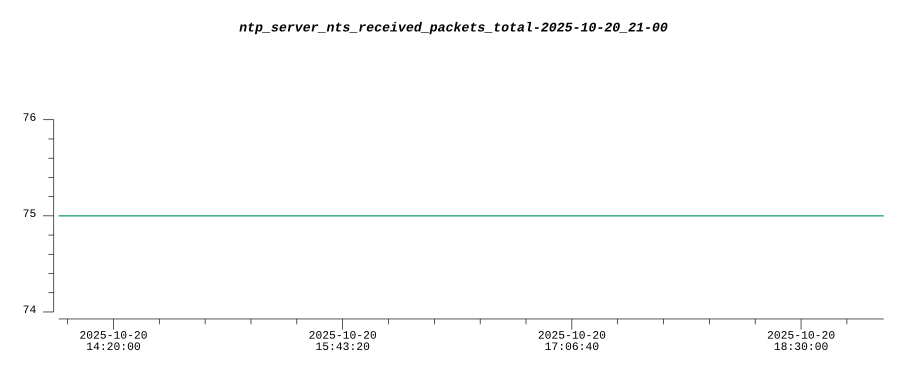 ntp_server_nts_received_packets_total-2025-10-20_21-00
76
75
74
2025-10-20 2025-10-20 2025-10-20 2025-10-20
14:20:00 15:43:20 17:06:40 18:30:00